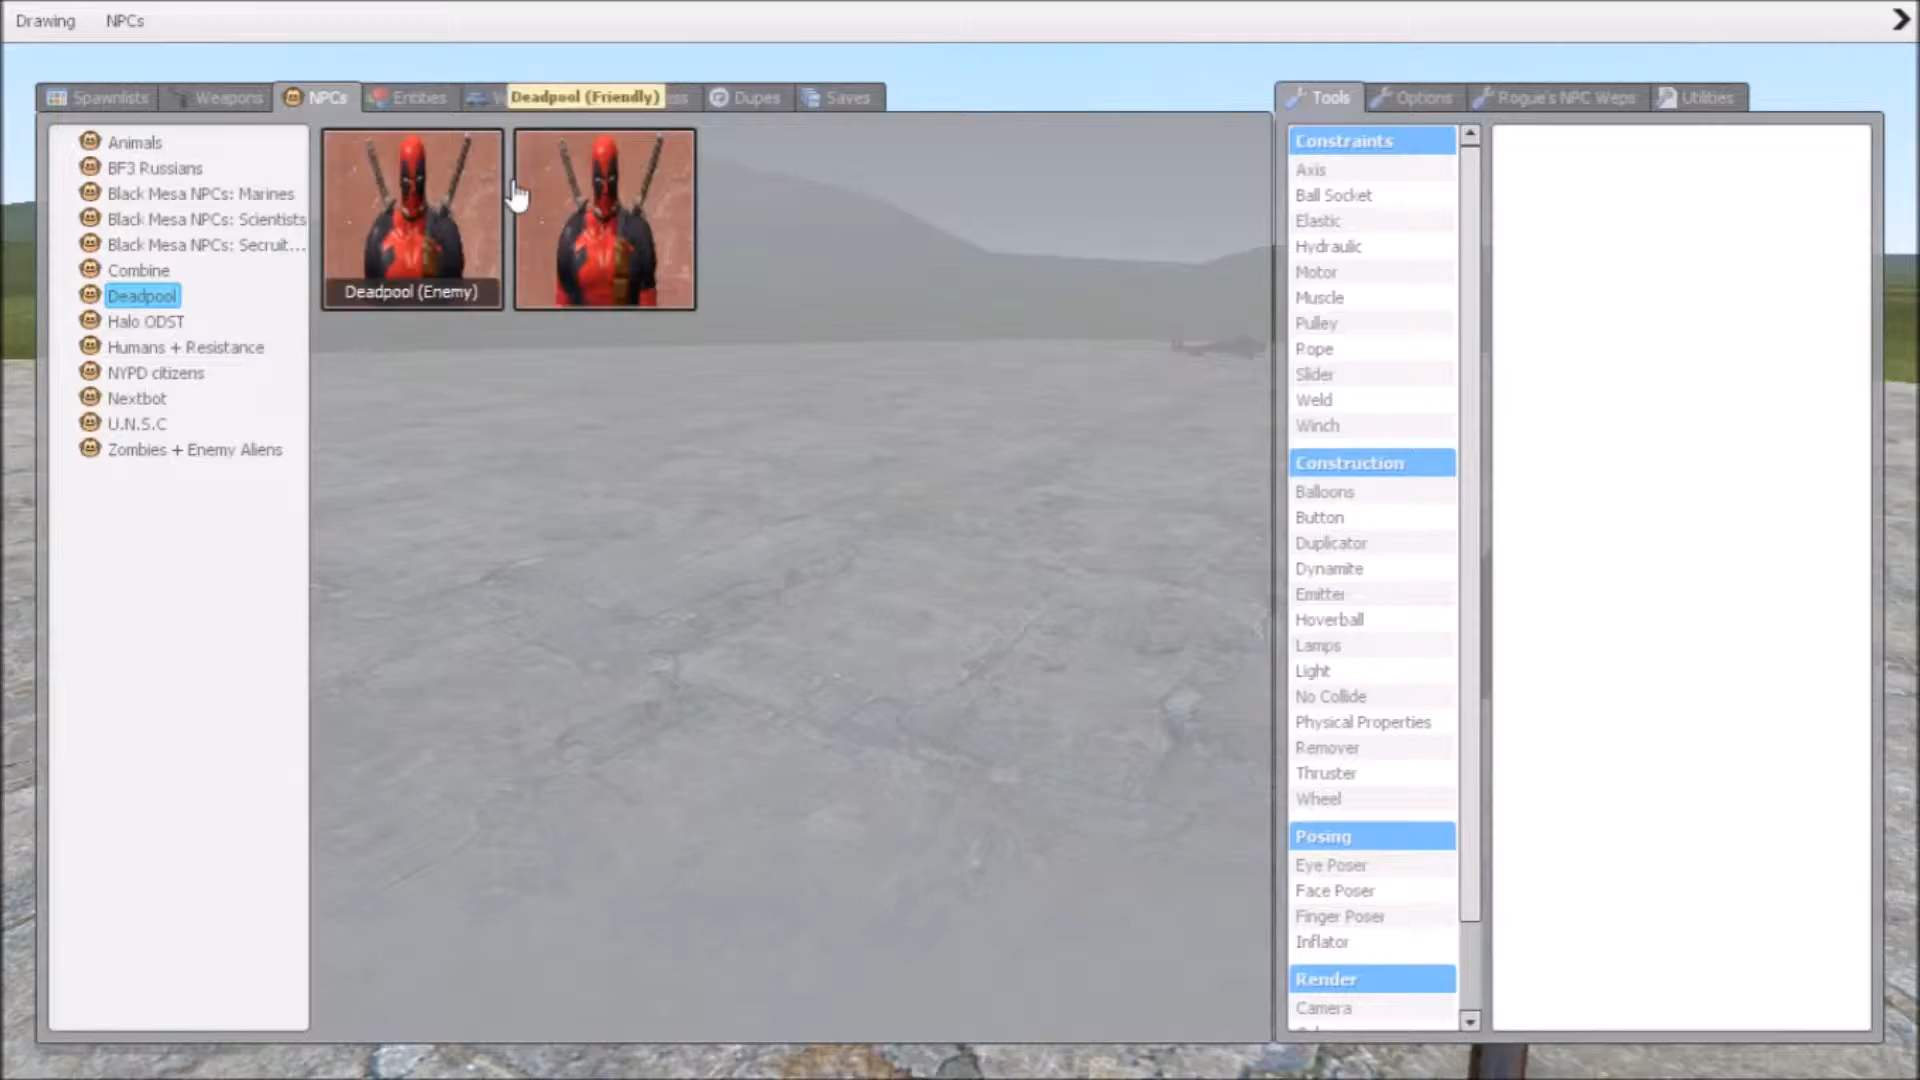 Drawing NPCs
Spawnlists Weapons NPCs Entities Deadpool (Friendly) Dupes Saves
Tools Options Rogue's NPC Weps Utilities
Animals
BF3 Russians
Black Mesa NPCs: Marines
Black Mesa NPCs: Scientists
Black Mesa NPCs: Secruit...
Combine
Deadpool
Halo ODST
Humans + Resistance
NYPD citizens
Nextbot
U.N.S.C
Zombies + Enemy Aliens
Deadpool (Enemy)
Constraints
Axis
Ball Socket
Elastic
Hydraulic
Motor
Muscle
Pulley
Rope
Slider
Weld
Winch
Construction
Balloons
Button
Duplicator
Dynamite
Emitter
Hoverball
Lamps
Light
No Collide
Physical Properties
Remover
Thruster
Wheel
Posing
Eye Poser
Face Poser
Finger Poser
Inflator
Render
Camera